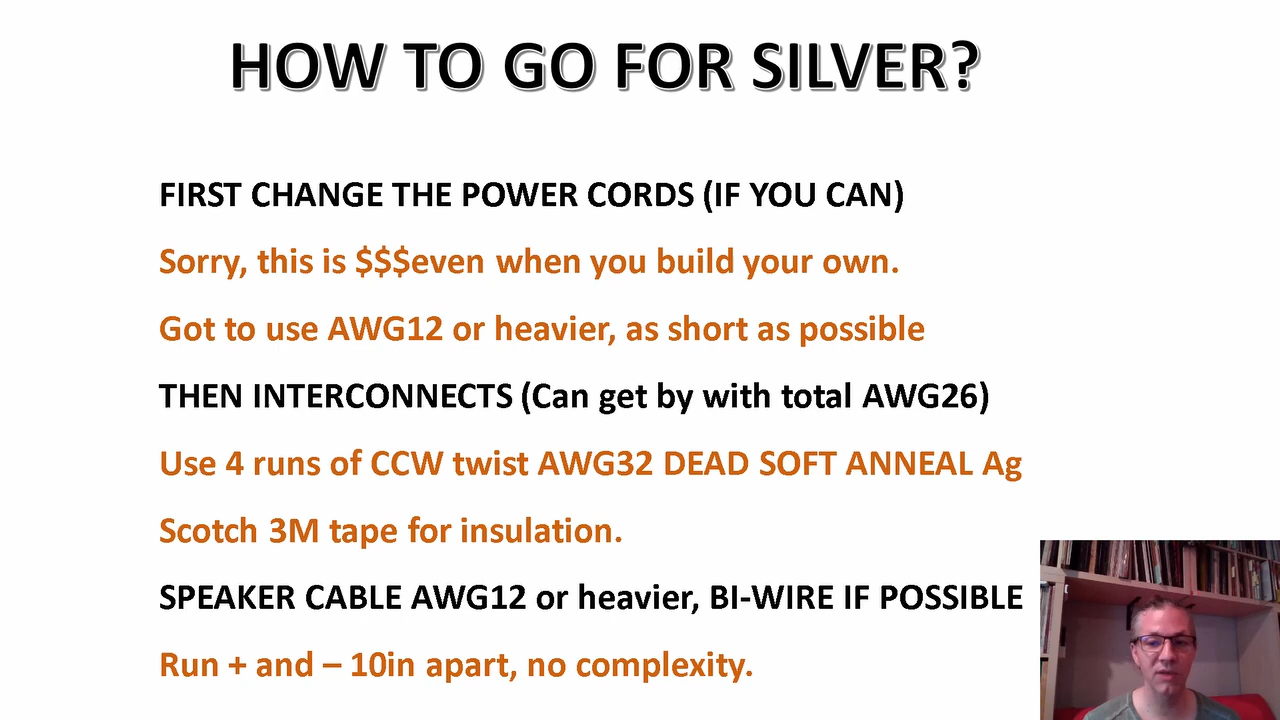 HOW TO GO FOR SILVER?
FIRST CHANGE THE POWER CORDS (IF YOU CAN)
Sorry, this is $$$even when you build your own.
Got to use AWG12 or heavier, as short as possible
THEN INTERCONNECTS (Can get by with total AWG26)
Use 4 runs of CCW twist AWG32 DEAD SOFT ANNEAL Ag
Scotch 3M tape for insulation.
SPEAKER CABLE AWG12 or heavier, BI-WIRE IF POSSIBLE
Run + and – 10in apart, no complexity.